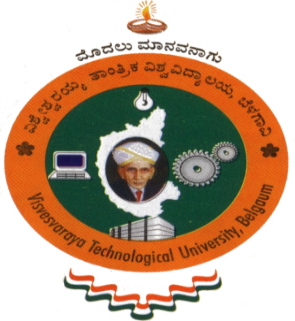 ಮೊದಲು ಮಾನವನಾಗು
ವಿಶ್ವೇಶ್ವರಯ್ಯ ತಾಂತ್ರಿಕ ವಿಶ್ವವಿದ್ಯಾಲಯ, ಬೆಳಗಾವಿ
Visvesvaraya Technological University, Belgaum